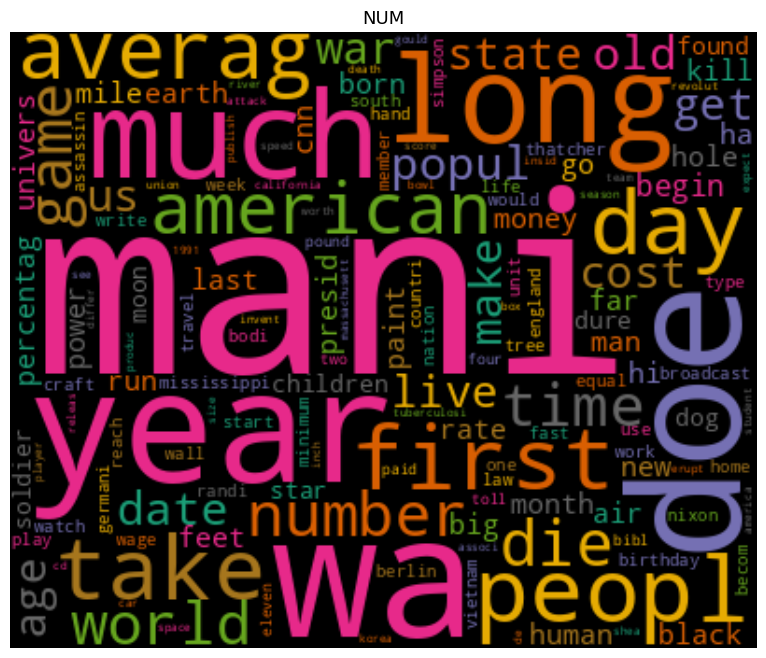 NUM
averag
war
gould
state
old
found
long
much
mile
earth
river
attack
death
born
south
hand
simpson
kill
revolut
get
univers
game
assassin
publish
speed
cnn
member
score
popul
thatcher
insid
go
team
hole
ha
expect
us
union
week
california
bowl
life
would
season
begin
write
american
worth
money
day
percentag
mani
1991
pound
see
differ
power
moon
last
travel
invent
bodi
presid
massachusett
paint
countri
nation
make
unit
box
england
tree
cost
far
type
dure
man
produc
two
four
craft
run
mississippi
children
equal
hi
broadcast
doe
year
releas
size
start
minimum
live
tuberculosi
time
use
dog
student
first
rate
fast
work
soldier
player
reach
wall
inch
paid
one
law
new
erupt
home
germani
randi
star
toll
month
air
nixon
america
date
number
big
bibl
watch
play
wage
feet
associ
die
birthday
becom
age
cd
take
wa
berlin
vietnam
peopl
world
car
space
eleven
korea
de
human
shea
black